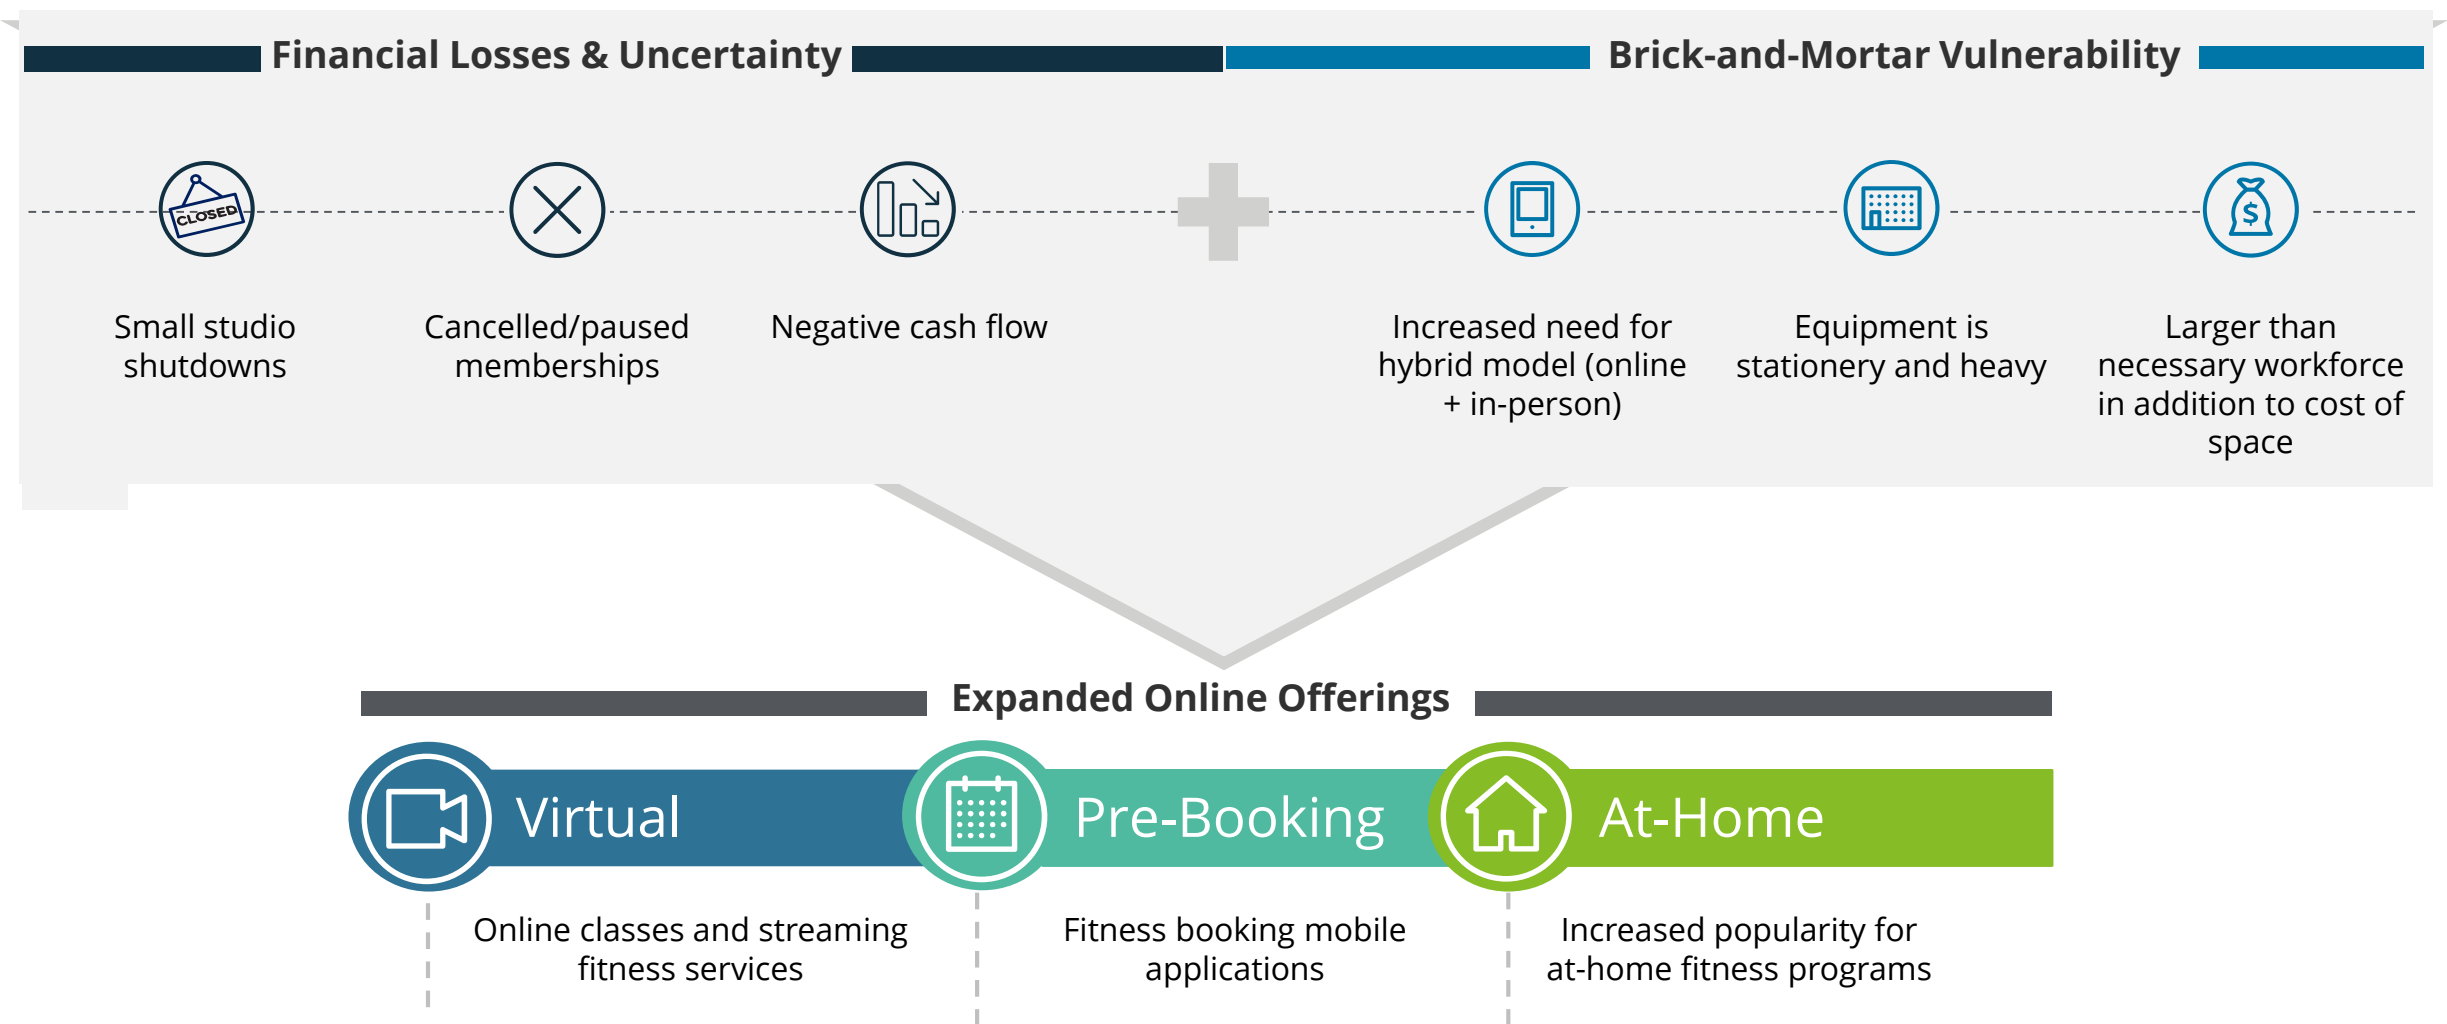 Financial Losses & Uncertainty
Brick-and-Mortar Vulnerability
CLOSED
$
Small studio
shutdowns
Cancelled/paused
memberships
Negative cash flow
Increased need for
hybrid model (online
+ in-person)
Equipment is
stationery and heavy
Larger than
necessary workforce
in addition to cost of
space
Expanded Online Offerings
Virtual
Pre-Booking
At-Home
Online classes and streaming
fitness services
Fitness booking mobile
applications
Increased popularity for
at-home fitness programs